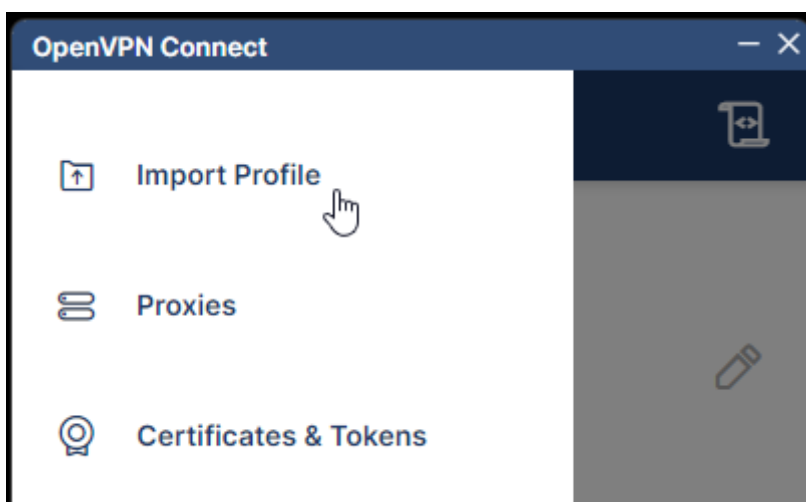 OpenVPN Connect
Import Profile
Proxies
Certificates & Tokens